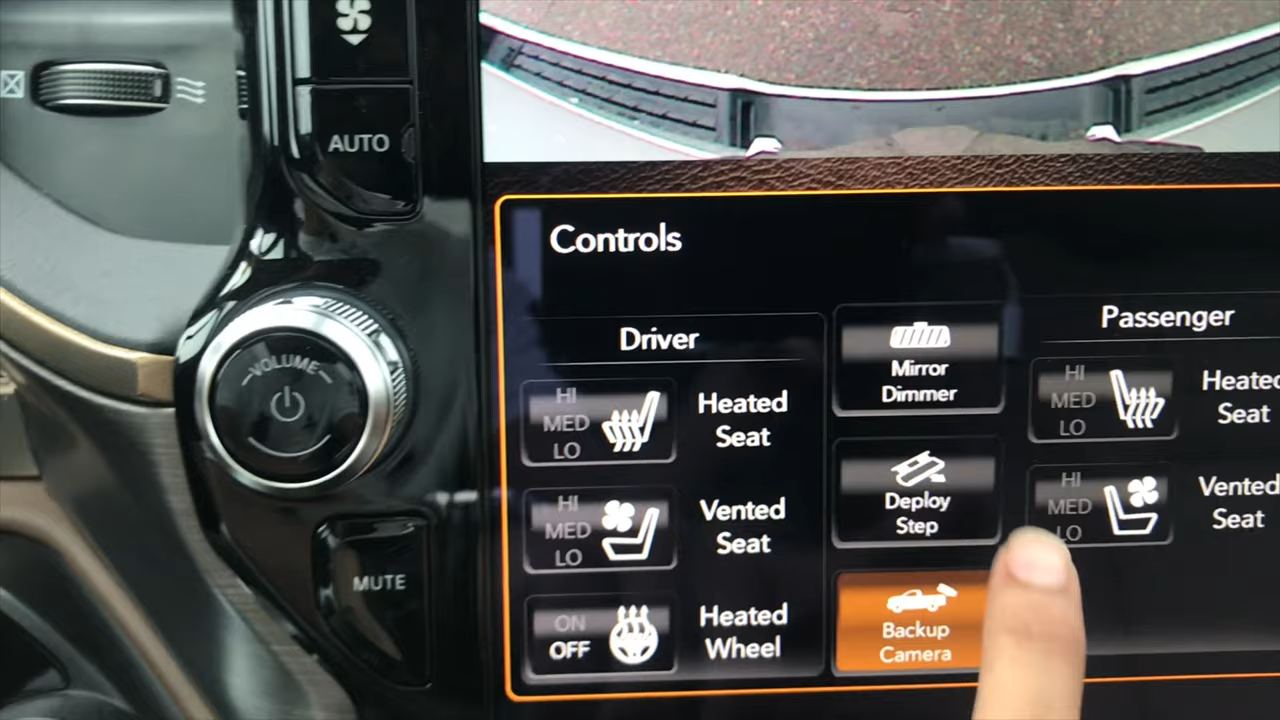 AUTO
VOLUME
MUTE
Controls
Driver
HI
MED
LO
Heated
Seat
HI
MED
LO
Vented
Seat
ON
OFF
Heated
Wheel
Mirror
Dimmer
Deploy
Step
Backup
Camera
Passenger
HI
MED
LO
Heated
Seat
HI
MED
LO
Vented
Seat